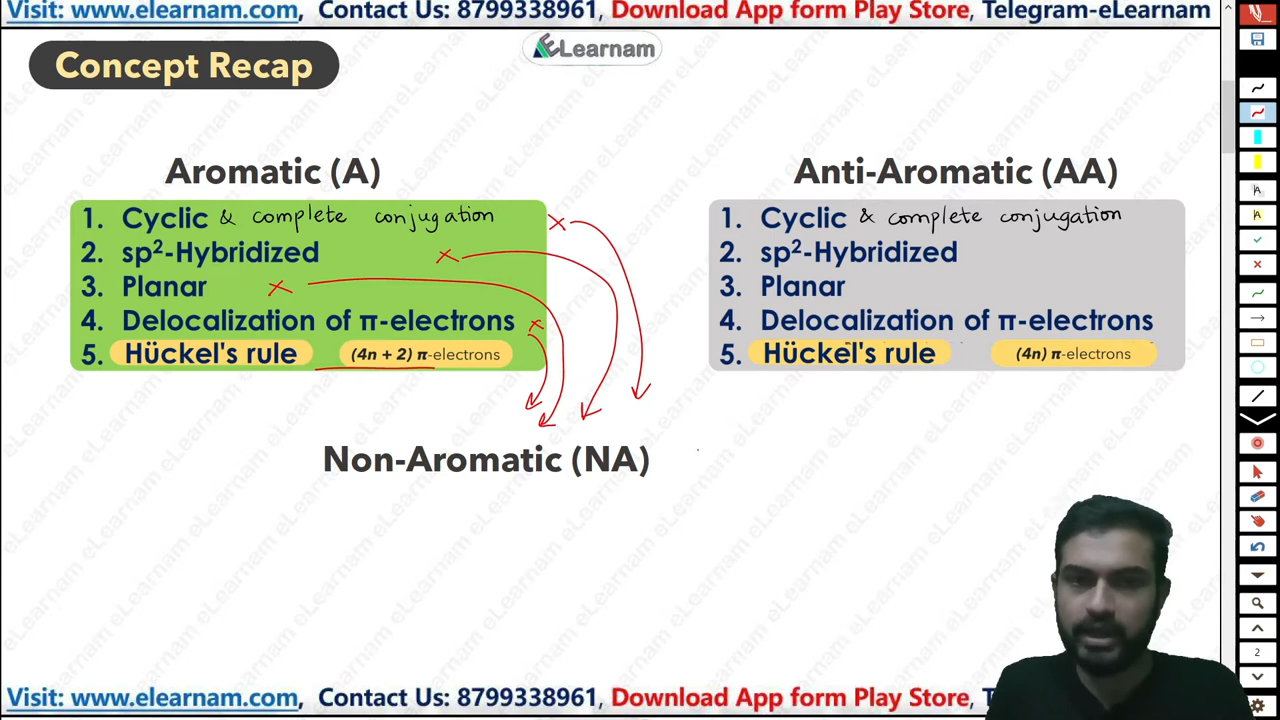 Visit: www.elearnam.com, Contact Us: 8799338961, Download App form Play Store, Telegram-eLearnam
Concept Recap
ELearnam
Aromatic (A)
1. Cyclic & complete conjugation
2. sp²-Hybridized
3. Planar
4. Delocalization of π-electrons
5. Hückel's rule (4n + 2) π-electrons
Anti-Aromatic (AA)
1. Cyclic & complete conjugation
2. sp²-Hybridized
3. Planar
4. Delocalization of π-electrons
5. Hückel's rule (4n) π-electrons
Non-Aromatic (NA)
2
Visit: www.elearnam.com, Contact Us: 8799338961, Download App form Play Store, T